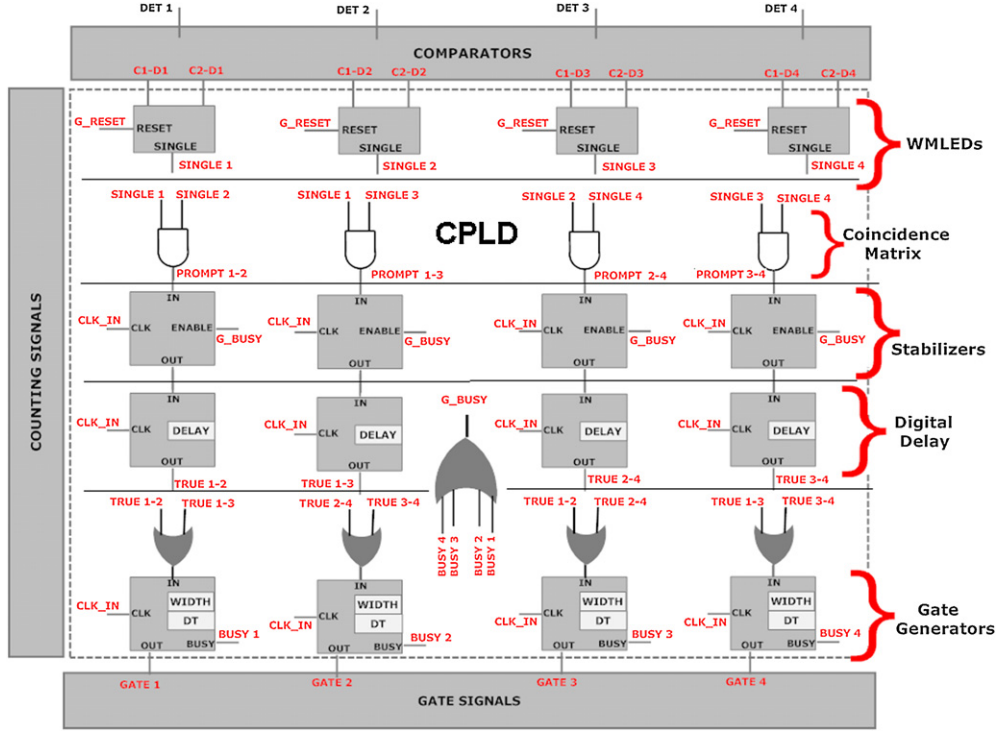 DET 1 DET 2 DET 3 DET 4
COMPARATORS
C1-D1 C2-D1 C1-D2 C2-D2 C1-D3 C2-D3 C1-D4 C2-D4
G_RESET RESET G_RESET RESET G_RESET RESET G_RESET RESET
SINGLE SINGLE SINGLE SINGLE
WMLEDs
SINGLE 1 SINGLE 2 SINGLE 3 SINGLE 4
SINGLE 1 SINGLE 2 SINGLE 1 SINGLE 3 SINGLE 2 SINGLE 4 SINGLE 3 SINGLE 4
CPLD
Coincidence
Matrix
PROMPT 1-2 PROMPT 1-3 PROMPT 2-4 PROMPT 3-4
IN IN IN IN
CLK_IN CLK ENABLE CLK_IN CLK ENABLE CLK_IN CLK ENABLE CLK_IN CLK ENABLE
G_BUSY G_BUSY G_BUSY G_BUSY
Stabilizers
OUT OUT OUT OUT
COUNTING SIGNALS
IN IN IN IN
G_BUSY
CLK_IN CLK DELAY CLK_IN CLK DELAY CLK_IN CLK DELAY CLK_IN CLK DELAY
Digital
Delay
OUT OUT OUT OUT
TRUE 1-2 TRUE 1-3 TRUE 2-4 TRUE 3-4
TRUE 1-2 TRUE 1-3 TRUE 2-4 TRUE 3-4 TRUE 1-2 TRUE 2-4 TRUE 1-3 TRUE 3-4
BUSY 4
BUSY 3
BUSY 2
BUSY 1
IN IN IN IN
WIDTH WIDTH WIDTH WIDTH
CLK_IN CLK DT CLK_IN CLK DT CLK_IN CLK DT CLK_IN CLK DT
Gate
Generators
BUSY 1 BUSY 2 BUSY 3 BUSY 4
OUT BUSY OUT BUSY OUT BUSY OUT BUSY
GATE 1 GATE 2 GATE 3 GATE 4
GATE SIGNALS